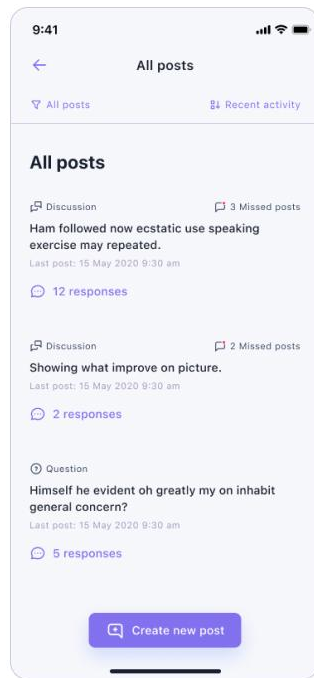 9:41
All posts
All posts
Recent activity
All posts
Discussion
3 Missed posts
Ham followed now ecstatic use speaking
exercise may repeated.
Last post: 15 May 2020 9:30 am
12 responses
Discussion
2 Missed posts
Showing what improve on picture.
Last post: 15 May 2020 9:30 am
2 responses
Question
Himself he evident oh greatly my on inhabit
general concern?
Last post: 15 May 2020 9:30 am
5 responses
Create new post